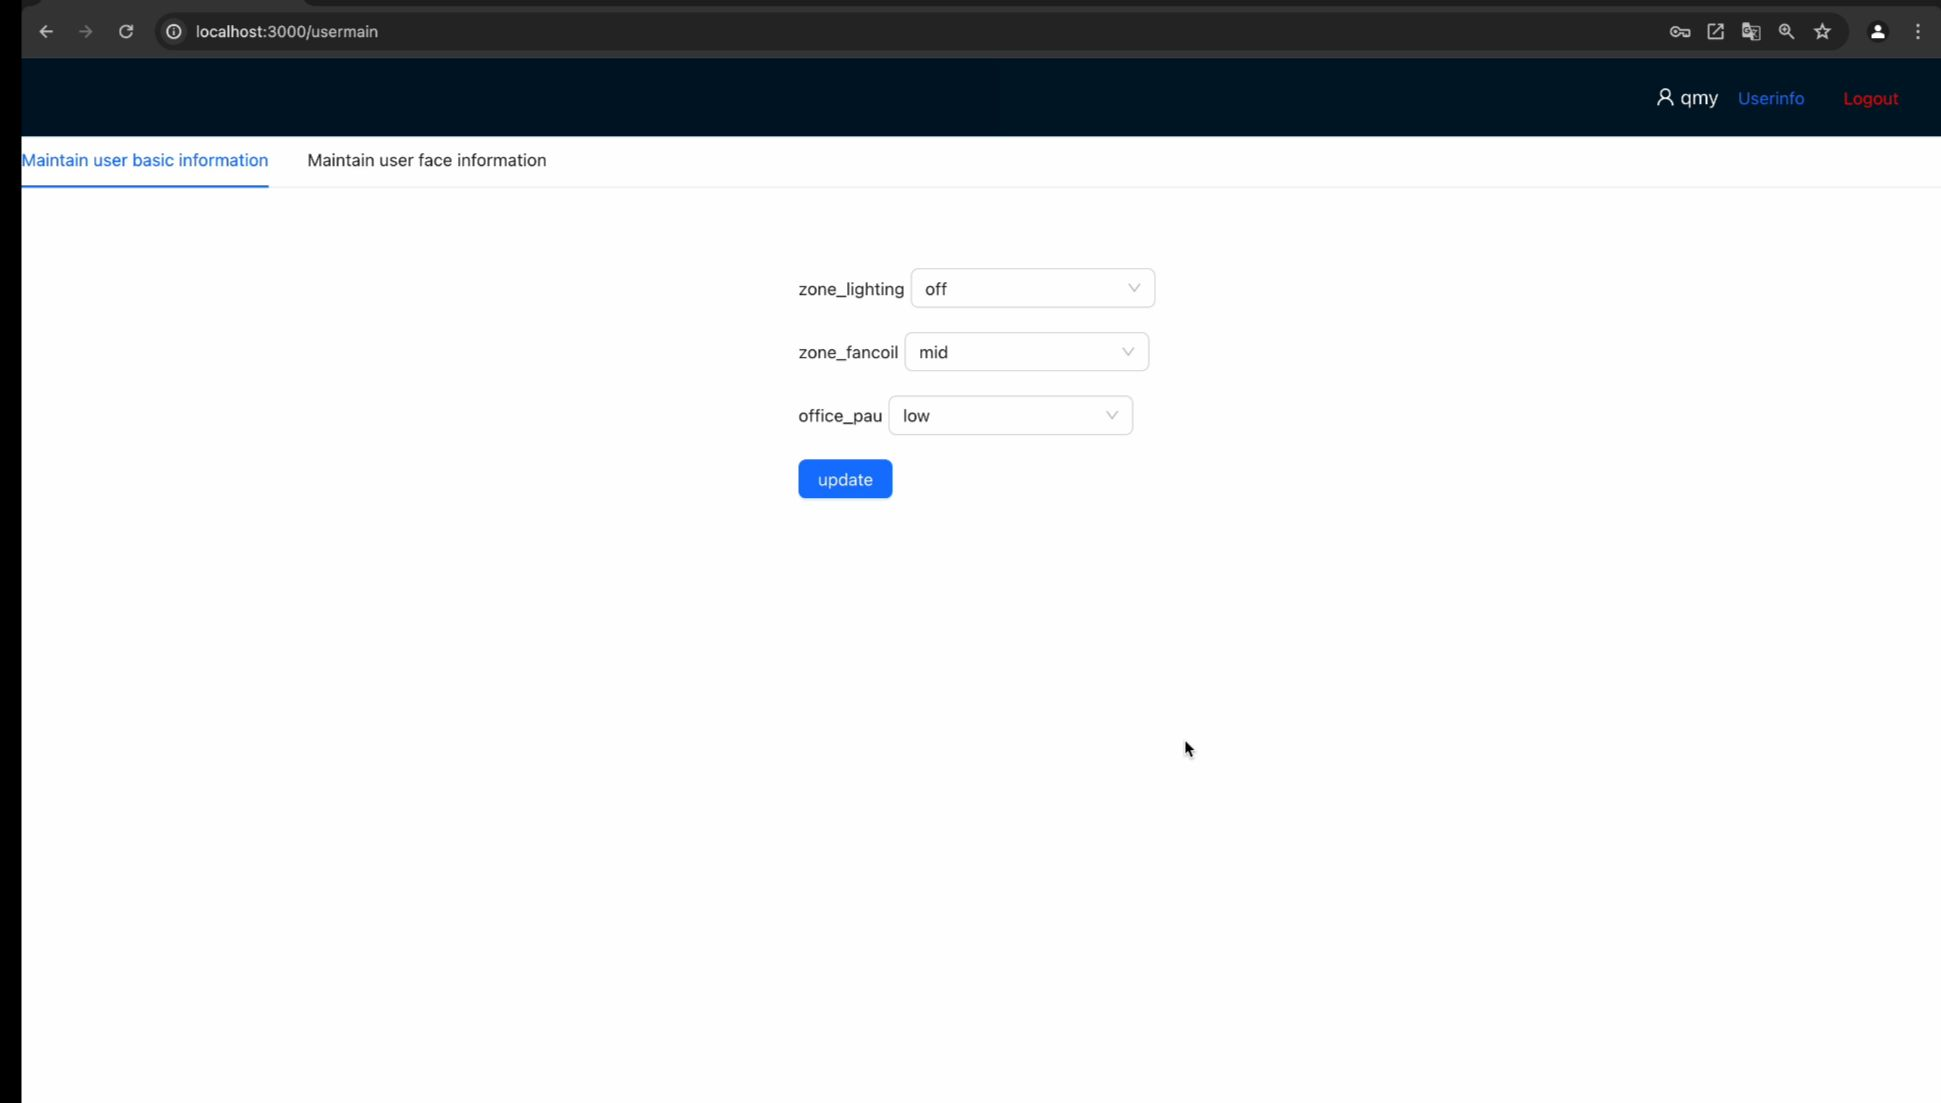 localhost:3000/usermain
qmy Userinfo Logout
Maintain user basic information Maintain user face information
zone_lighting off
zone_fancoil mid
office_pau low
update